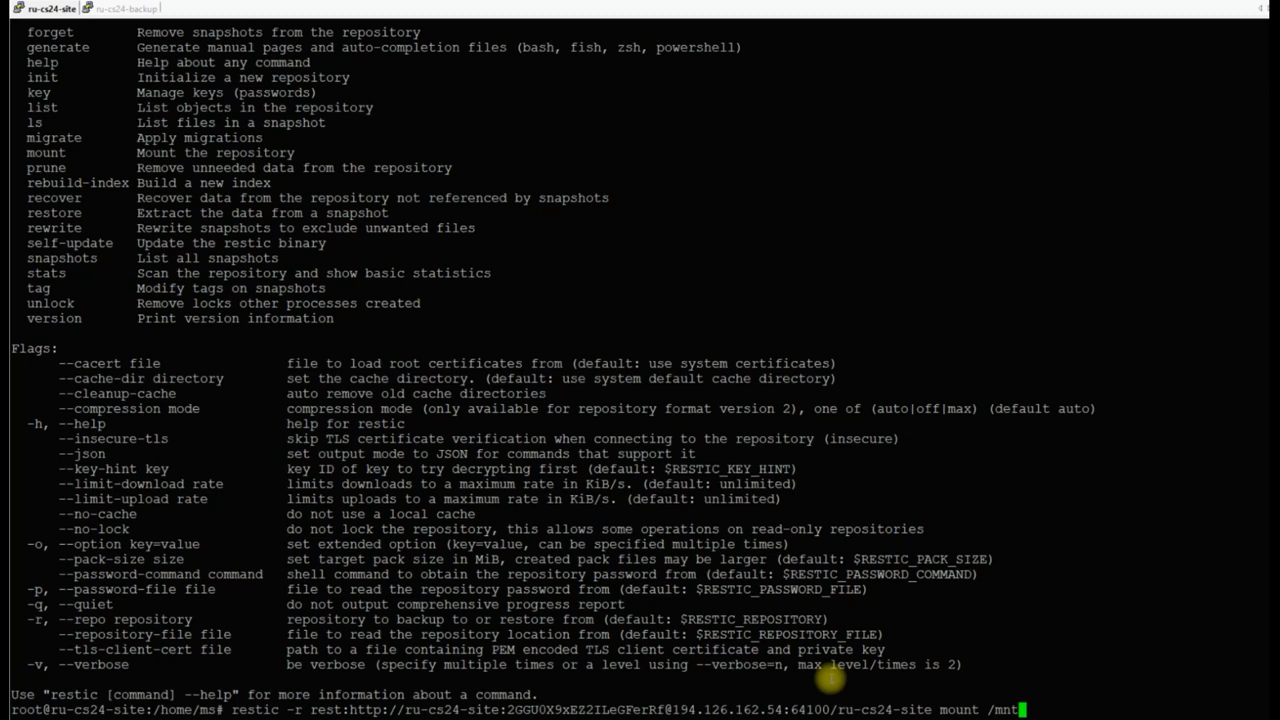 ru-cs24-site ru-cs24-backup 4
forget Remove snapshots from the repository
generate Generate manual pages and auto-completion files (bash, fish, zsh, powershell)
help Help about any command
init Initialize a new repository
key Manage keys (passwords)
list List objects in the repository
ls List files in a snapshot
migrate Apply migrations
mount Mount the repository
prune Remove unneeded data from the repository
rebuild-index Build a new index
recover Recover data from the repository not referenced by snapshots
restore Extract the data from a snapshot
rewrite Rewrite snapshots to exclude unwanted files
self-update Update the restic binary
snapshots List all snapshots
stats Scan the repository and show basic statistics
tag Modify tags on snapshots
unlock Remove locks other processes created
version Print version information
Flags:
--cacert file file to load root certificates from (default: use system certificates)
--cache-dir directory set the cache directory. (default: use system default cache directory)
--cleanup-cache auto remove old cache directories
--compression mode compression mode (only available for repository format version 2), one of (auto|off|max) (default auto)
-h, --help help for restic
--insecure-tls skip TLS certificate verification when connecting to the repository (insecure)
--json set output mode to JSON for commands that support it
--key-hint key key ID of key to try decrypting first (default: $RESTIC_KEY_HINT)
--limit-download rate limits downloads to a maximum rate in KiB/s. (default: unlimited)
--limit-upload rate limits uploads to a maximum rate in KiB/s. (default: unlimited)
--no-cache do not use a local cache
--no-lock do not lock the repository, this allows some operations on read-only repositories
-o, --option key=value set extended option (key=value, can be specified multiple times)
--pack-size size set target pack size in MiB, created pack files may be larger (default: $RESTIC_PACK_SIZE)
--password-command command shell command to obtain the repository password from (default: $RESTIC_PASSWORD_COMMAND)
-p, --password-file file file to read the repository password from (default: $RESTIC_PASSWORD_FILE)
-q, --quiet do not output comprehensive progress report
-r, --repo repository repository to backup to or restore from (default: $RESTIC_REPOSITORY)
--repository-file file file to read the repository location from (default: $RESTIC_REPOSITORY_FILE)
--tls-client-cert file path to a file containing PEM encoded TLS client certificate and private key
-v, --verbose be verbose (specify multiple times or a level using --verbose=n, max level/times is 2)
Use "restic [command] --help" for more information about a command.
root@ru-cs24-site:/home/ms# restic -r rest:http://ru-cs24-site:2GGU0X9xEZ2ILeGFerRf@194.126.162.54:64100/ru-cs24-site mount /mnt